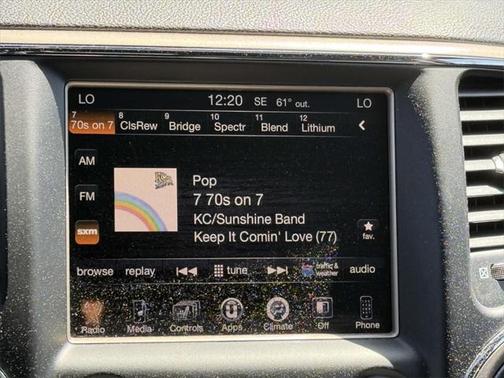 LO 12:20 SE 61° out. LO
7 8 9 10 11 12
70s on 7 ClsRew Bridge Spectr Blend Lithium
AM
FM
sxm
Pop
7 70s on 7
KC/Sunshine Band
Keep It Comin' Love (77)
fav.
browse replay tune traffic & weather audio
Radio Media Controls Apps Climate Off Phone